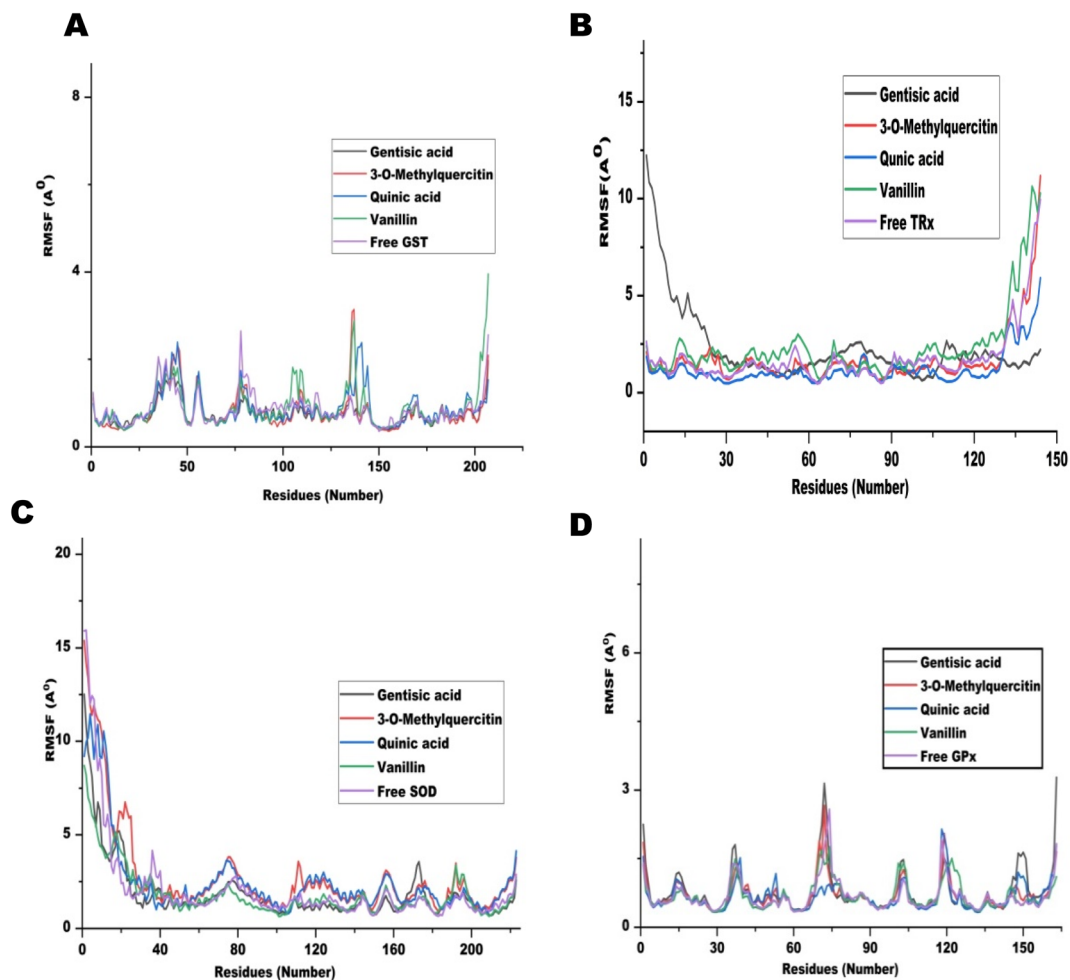 A
RMSF (A⁰)
8
4
0
0 50 100 150 200
Residues (Number)
Gentisic acid
3-O-Methylquercitin
Quinic acid
Vanillin
Free GST
B
RMSF(A⁰)
15
10
5
0
0 30 60 90 120 150
Residues (Number)
Gentisic acid
3-O-Methylquercitin
Qunic acid
Vanillin
Free TRx
C
RMSF (A⁰)
20
15
10
5
0
0 40 80 120 160 200
Residues (Number)
Gentisic acid
3-O-Methylquercitin
Quinic acid
Vanillin
Free SOD
D
RMSF (A⁰)
6
3
0
0 30 60 90 120 150
Residues (Number)
Gentisic acid
3-O-Methylquercitin
Quinic acid
Vanillin
Free GPx